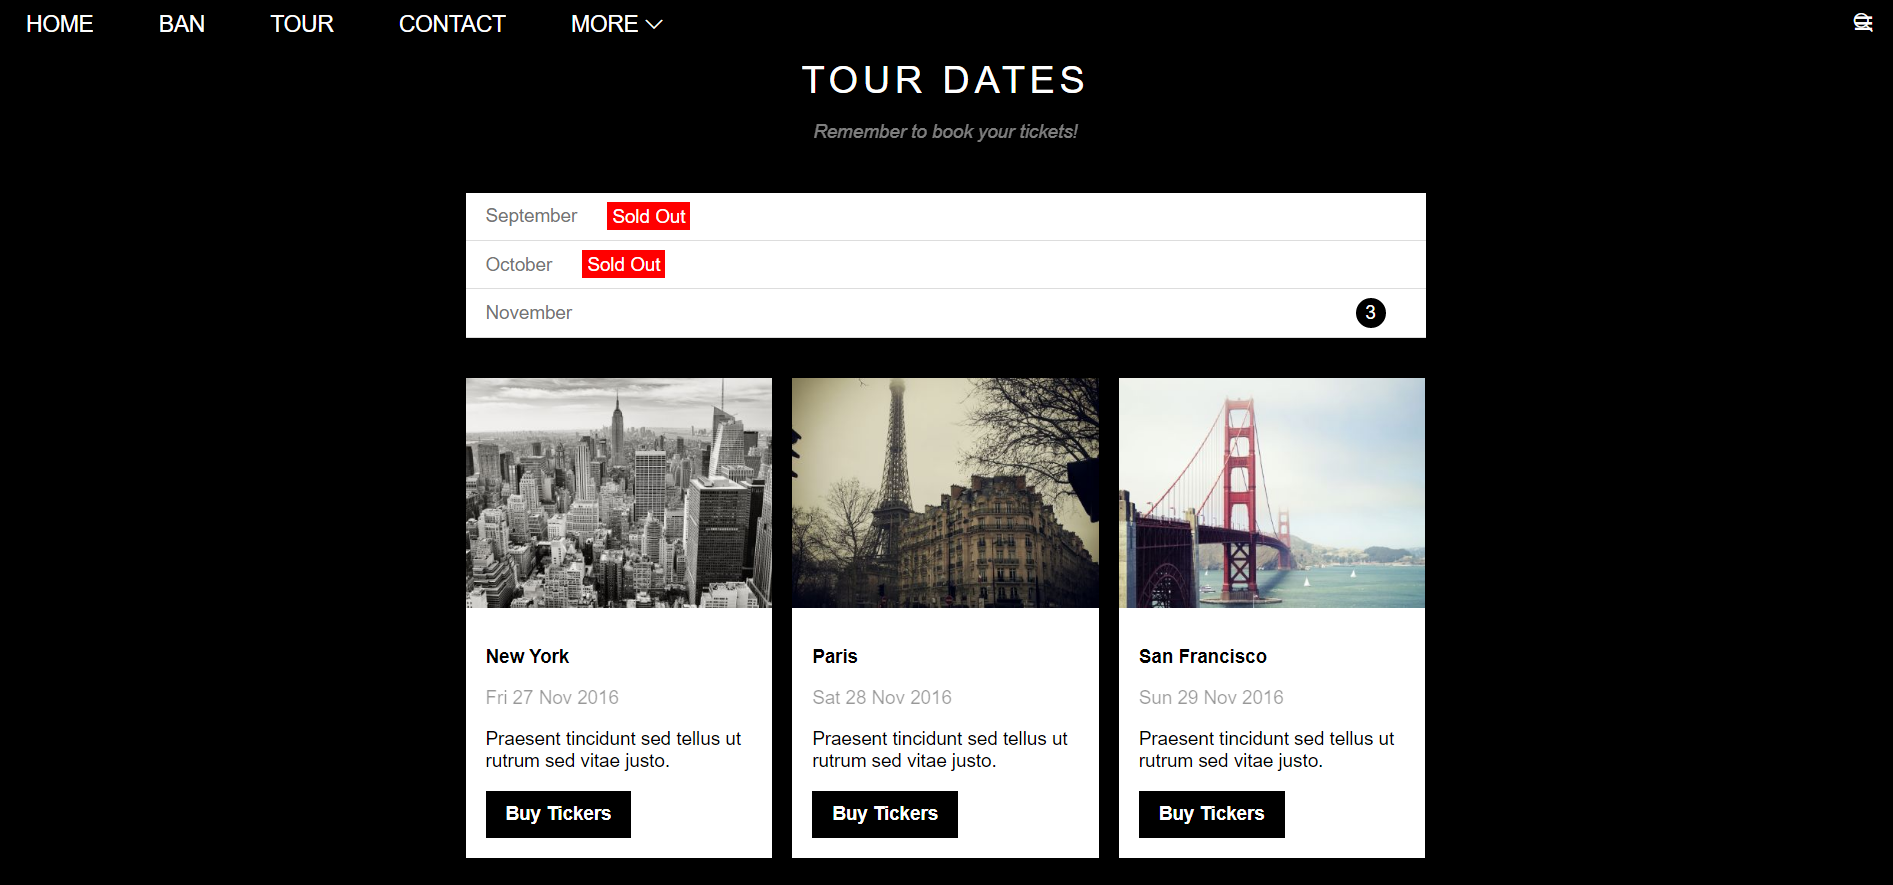 HOME BAN TOUR CONTACT MORE
TOUR DATES
Remember to book your tickets!
September Sold Out
October Sold Out
November 3
New York
Fri 27 Nov 2016
Praesent tincidunt sed tellus ut
rutrum sed vitae justo.
Buy Tickers
Paris
Sat 28 Nov 2016
Praesent tincidunt sed tellus ut
rutrum sed vitae justo.
Buy Tickers
San Francisco
Sun 29 Nov 2016
Praesent tincidunt sed tellus ut
rutrum sed vitae justo.
Buy Tickers